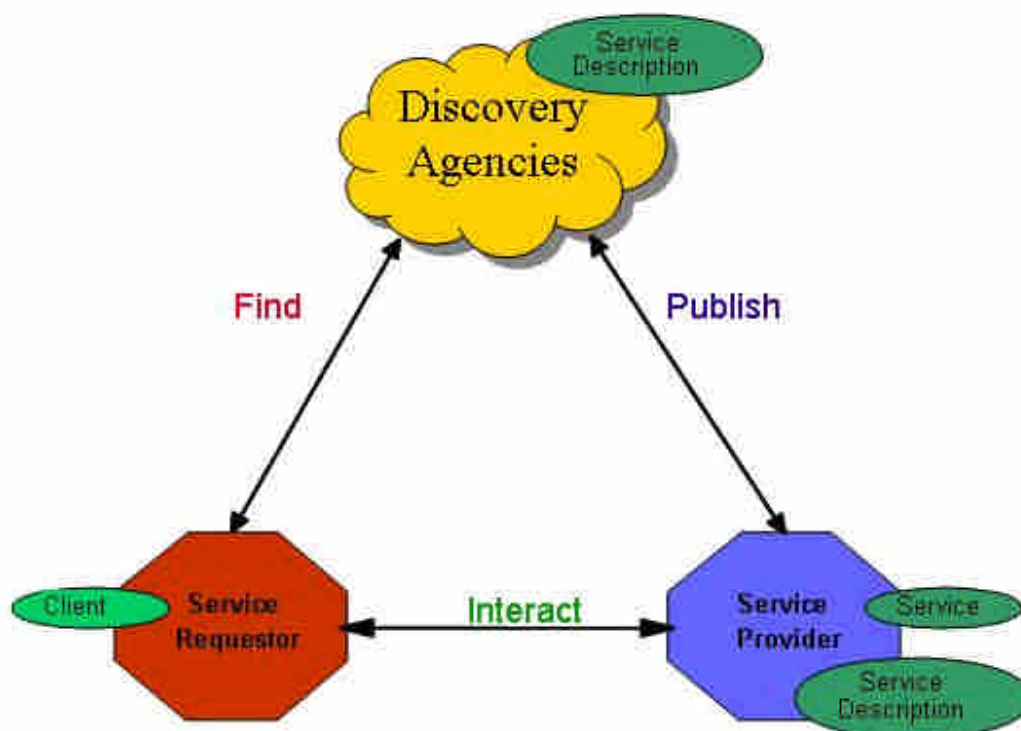 Service
Description
Discovery
Agencies
Find
Publish
Client
Service
Requestor
Interact
Service
Provider
Service
Service
Description